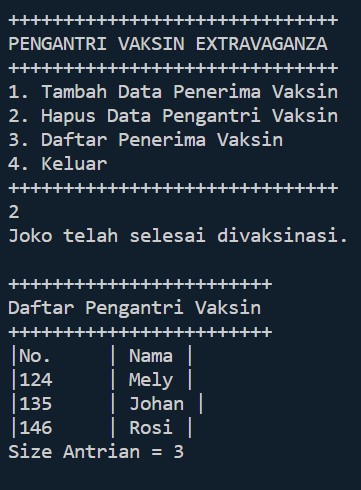 ++++++++++++++++++++++++++++++
PENGANTRI VAKSIN EXTRAVAGANZA
++++++++++++++++++++++++++++++
1. Tambah Data Penerima Vaksin
2. Hapus Data Pengantri Vaksin
3. Daftar Penerima Vaksin
4. Keluar
++++++++++++++++++++++++++++++
2
Joko telah selesai divaksinasi.
++++++++++++++++++++++++
Daftar Pengantri Vaksin
++++++++++++++++++++++++
|No.     | Nama |
|124     | Mely |
|135     | Johan |
|146     | Rosi |
Size Antrian = 3